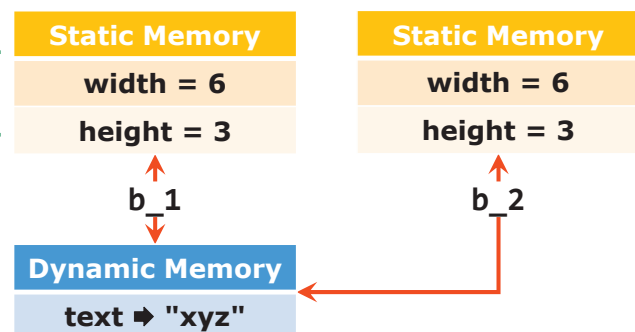 Static Memory
width = 6
height = 3
Static Memory
width = 6
height = 3
b_1
b_2
Dynamic Memory
text ➡ "xyz"